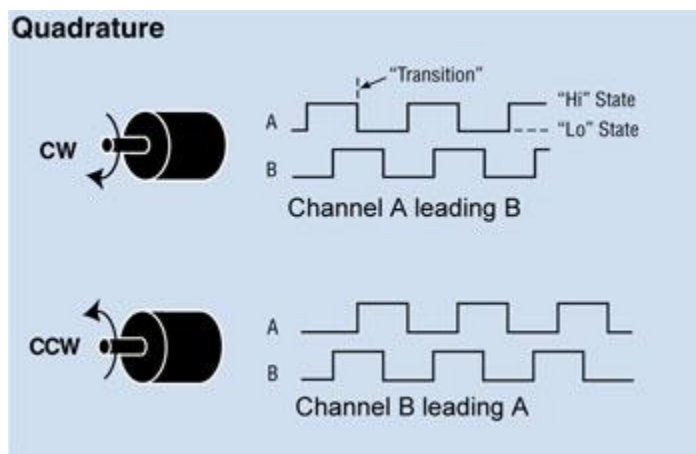 Quadrature
"Transition"
"Hi" State
A
"Lo" State
CW
B
Channel A leading B
A
CCW
B
Channel B leading A